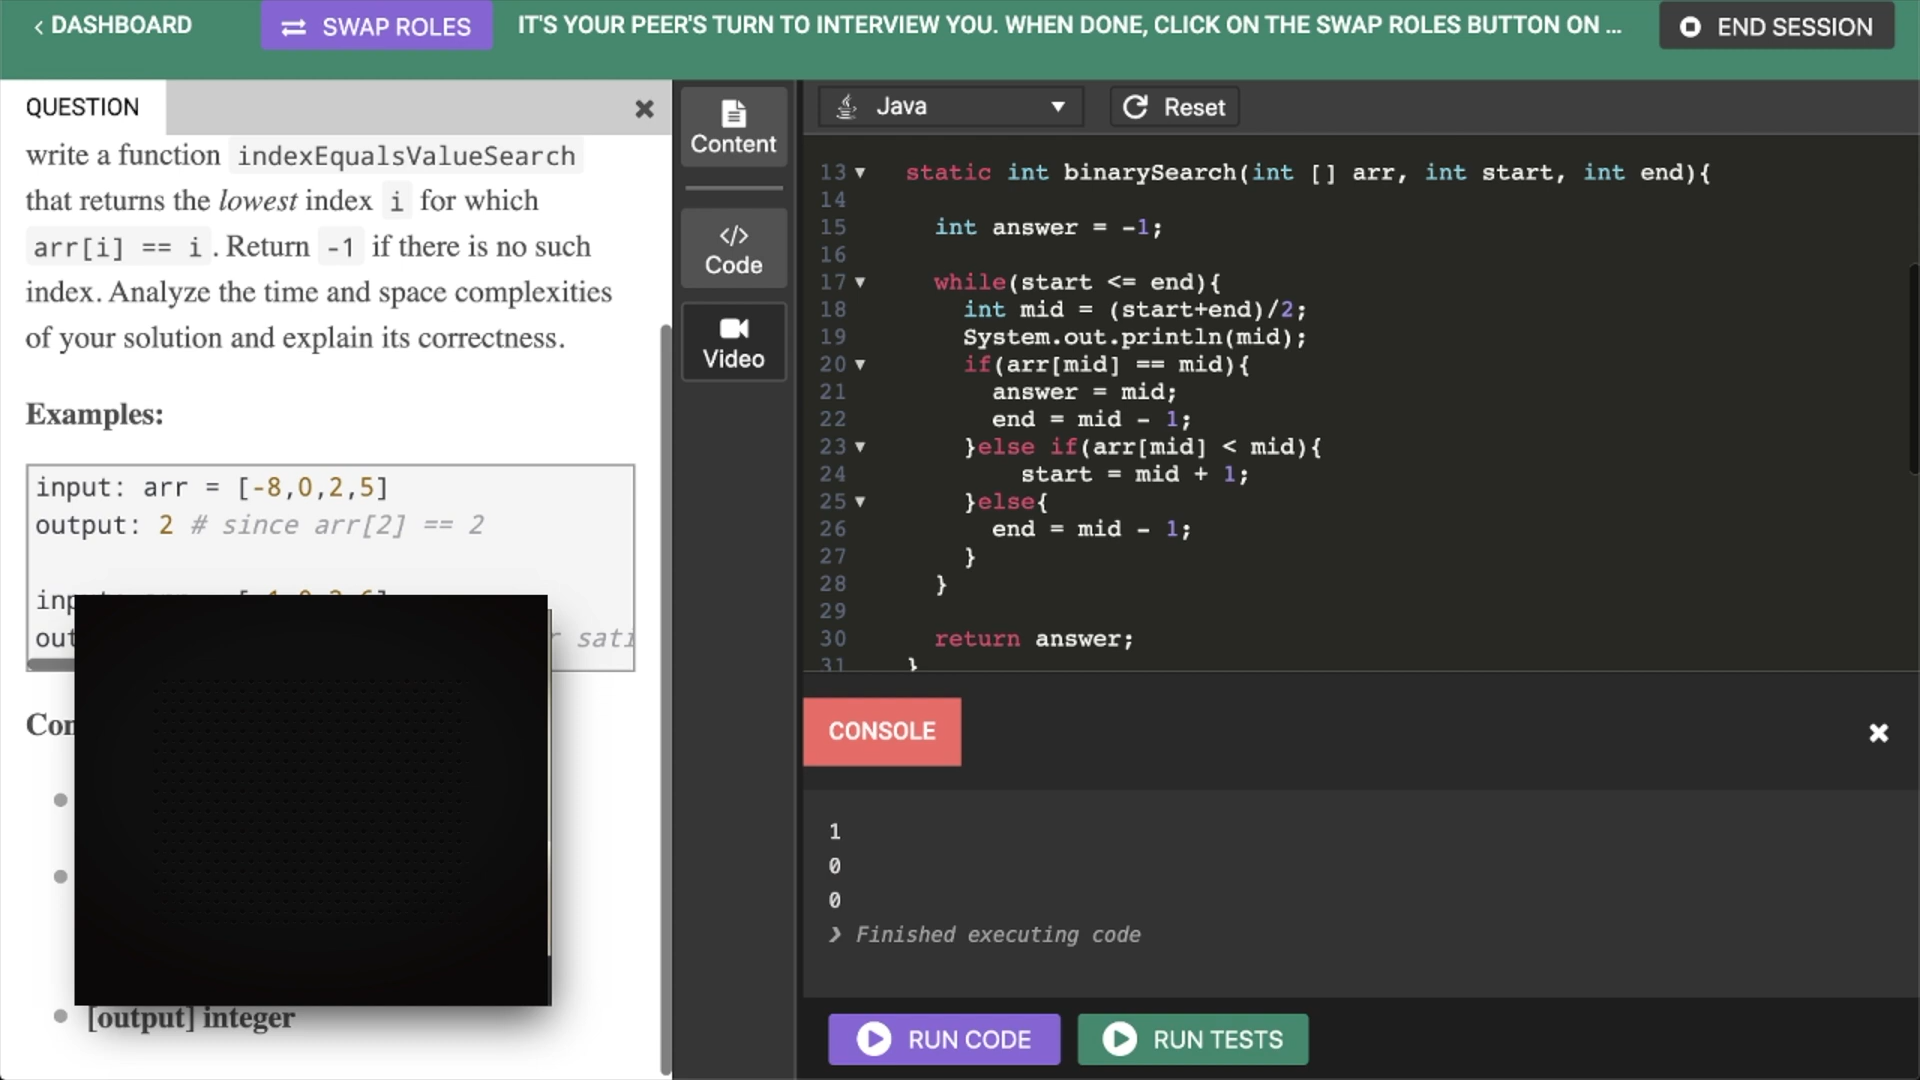 DASHBOARD
SWAP ROLES
IT'S YOUR PEER'S TURN TO INTERVIEW YOU. WHEN DONE, CLICK ON THE SWAP ROLES BUTTON ON ...
END SESSION
QUESTION
write a function indexEqualsValueSearch
that returns the lowest index i for which
arr[i] == i. Return -1 if there is no such
index. Analyze the time and space complexities
of your solution and explain its correctness.
Examples:
input: arr = [-8,0,2,5]
output: 2 # since arr[2] == 2
Content
Code
Video
Java
Reset
13 static int binarySearch(int [] arr, int start, int end){
14
15 int answer = -1;
16
17 while(start <= end){
18 int mid = (start+end)/2;
19 System.out.println(mid);
20 if(arr[mid] == mid){
21 answer = mid;
22 end = mid - 1;
23 }else if(arr[mid] < mid){
24 start = mid + 1;
25 }else{
26 end = mid - 1;
27 }
28 }
29
30 return answer;
31 }
CONSOLE
1
0
0
Finished executing code
[output] integer
RUN CODE
RUN TESTS